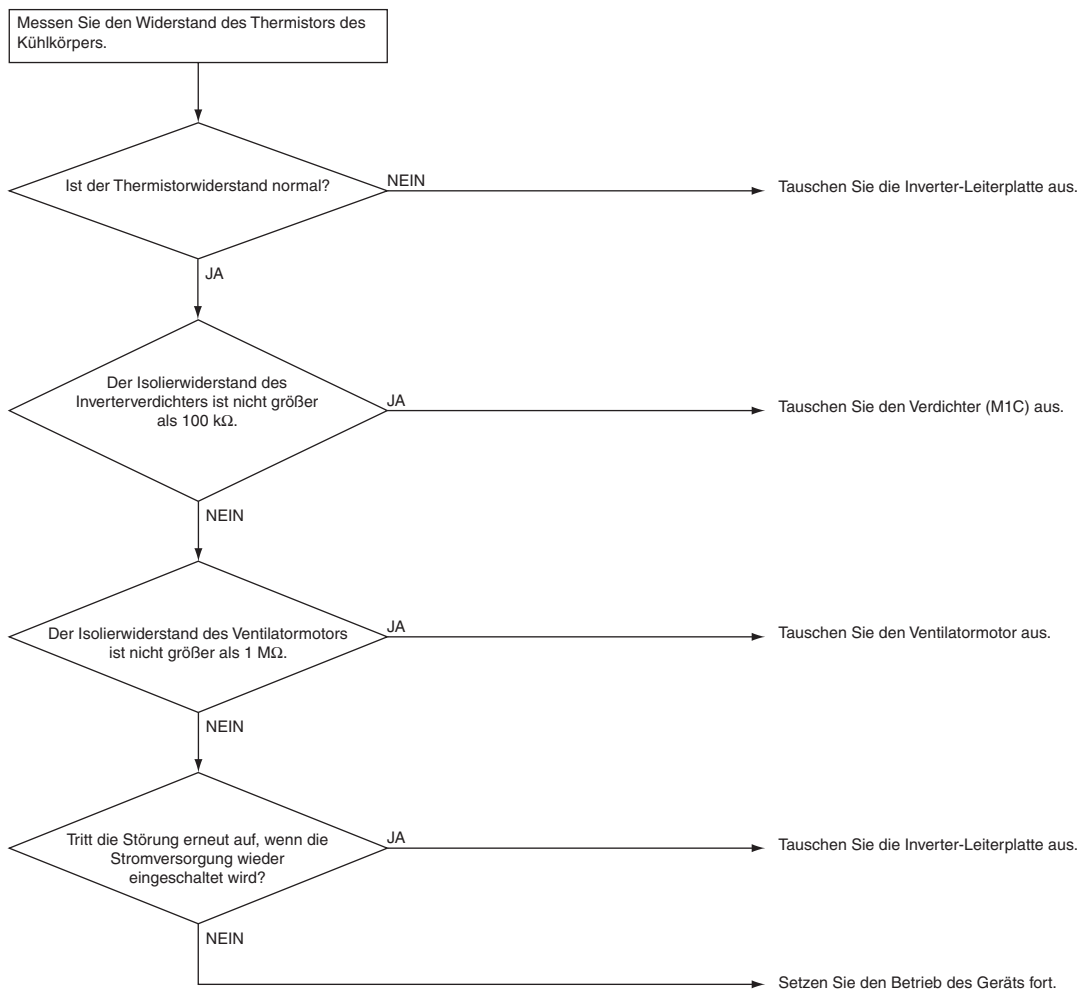 Messen Sie den Widerstand des Thermistors des
Kühlkörpers.
Ist der Thermistorwiderstand normal?
NEIN
Tauschen Sie die Inverter-Leiterplatte aus.
JA
Der Isolierwiderstand des
Inverterverdichters ist nicht größer
als 100 kΩ.
JA
Tauschen Sie den Verdichter (M1C) aus.
NEIN
Der Isolierwiderstand des Ventilatormotors
ist nicht größer als 1 MΩ.
JA
Tauschen Sie den Ventilatormotor aus.
NEIN
Tritt die Störung erneut auf, wenn die
Stromversorgung wieder
eingeschaltet wird?
JA
Tauschen Sie die Inverter-Leiterplatte aus.
NEIN
Setzen Sie den Betrieb des Geräts fort.